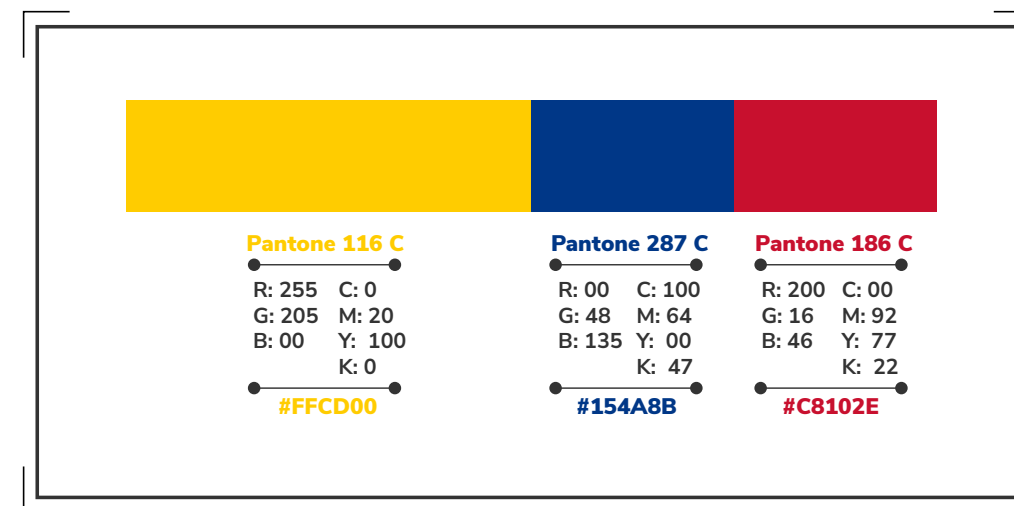 Pantone 116 C
R: 255 C: 0
G: 205 M: 20
B: 00 Y: 100
K: 0
#FFCD00
Pantone 287 C
R: 00 C: 100
G: 48 M: 64
B: 135 Y: 00
K: 47
#154A8B
Pantone 186 C
R: 200 C: 00
G: 16 M: 92
B: 46 Y: 77
K: 22
#C8102E